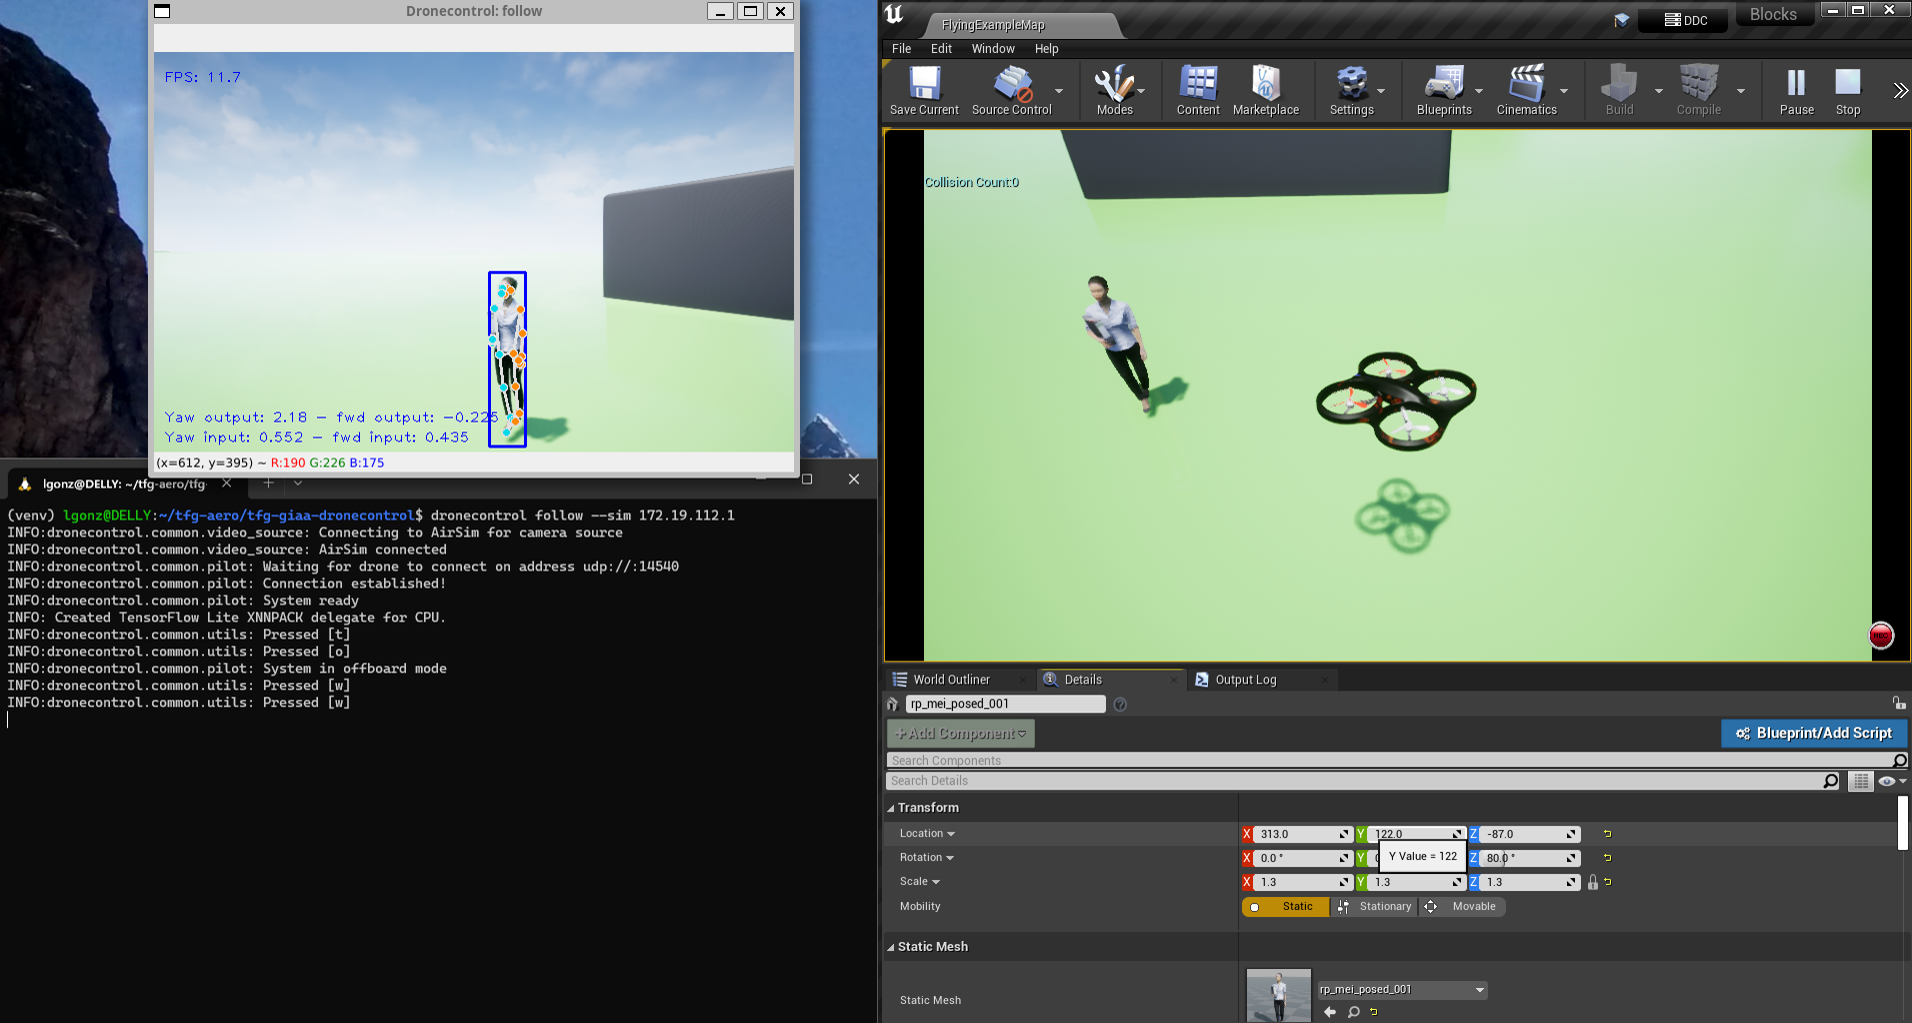 Dronecontrol: follow
FPS: 11.7
Yaw output: 2.18 - fwd output: -0.225
Yaw input: 0.552 - fwd input: 0.435
(x=612, y=395) ~ R:190 G:226 B:175
lgonz@DELLY: ~/tfg-aero/tfg-
(venv) lgonz@DELLY:~/tfg-aero/tfg-giaa-dronecontrol$ dronecontrol follow --sim 172.19.112.1
INFO:dronecontrol.common.video_source: Connecting to AirSim for camera source
INFO:dronecontrol.common.video_source: AirSim connected
INFO:dronecontrol.common.pilot: Waiting for drone to connect on address udp://:14540
INFO:dronecontrol.common.pilot: Connection established!
INFO:dronecontrol.common.pilot: System ready
INFO: Created TensorFlow Lite XNNPACK delegate for CPU.
INFO:dronecontrol.common.utils: Pressed [t]
INFO:dronecontrol.common.utils: Pressed [o]
INFO:dronecontrol.common.pilot: System in offboard mode
INFO:dronecontrol.common.utils: Pressed [w]
INFO:dronecontrol.common.utils: Pressed [w]
FlyingExampleMap
DDC
Blocks
File Edit Window Help
Save Current Source Control Modes Content Marketplace Settings Blueprints Cinematics Build Compile Pause Stop
Collision Count:0
REC
World Outliner Details Output Log
rp_mei_posed_001
+Add Component
Blueprint/Add Script
Search Components
Search Details
Transform
Location X 313.0 Y 122.0 Z -87.0
Rotation X 0.0 ° Y Z 80.0 °
Y Value = 122
Scale X 1.3 Y 1.3 Z 1.3
Mobility Static Stationary Movable
Static Mesh
Static Mesh rp_mei_posed_001